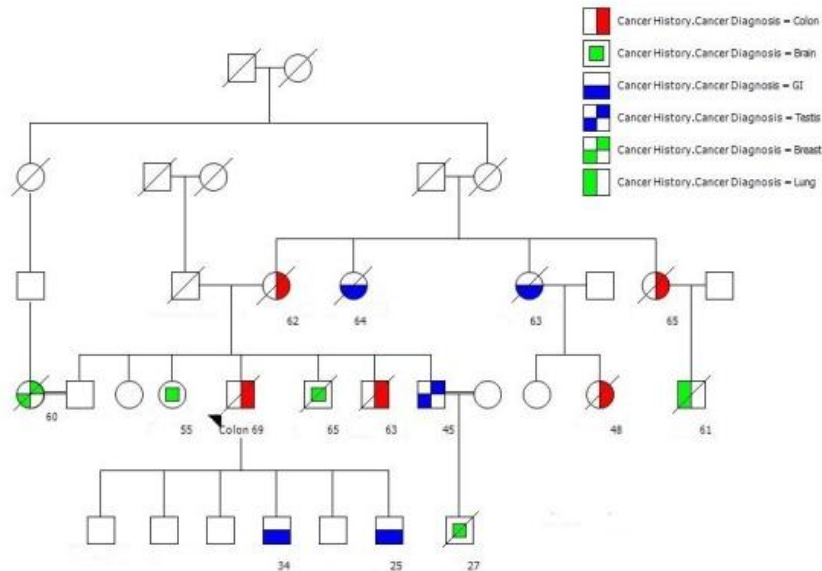 Cancer History.Cancer Diagnosis = Colon
Cancer History.Cancer Diagnosis = Brain
Cancer History.Cancer Diagnosis = GI
Cancer History.Cancer Diagnosis = Testis
Cancer History.Cancer Diagnosis = Breast
Cancer History.Cancer Diagnosis = Lung
62 64 63 65
60 55 Colon 69 65 63 45 48 61
34 25 27